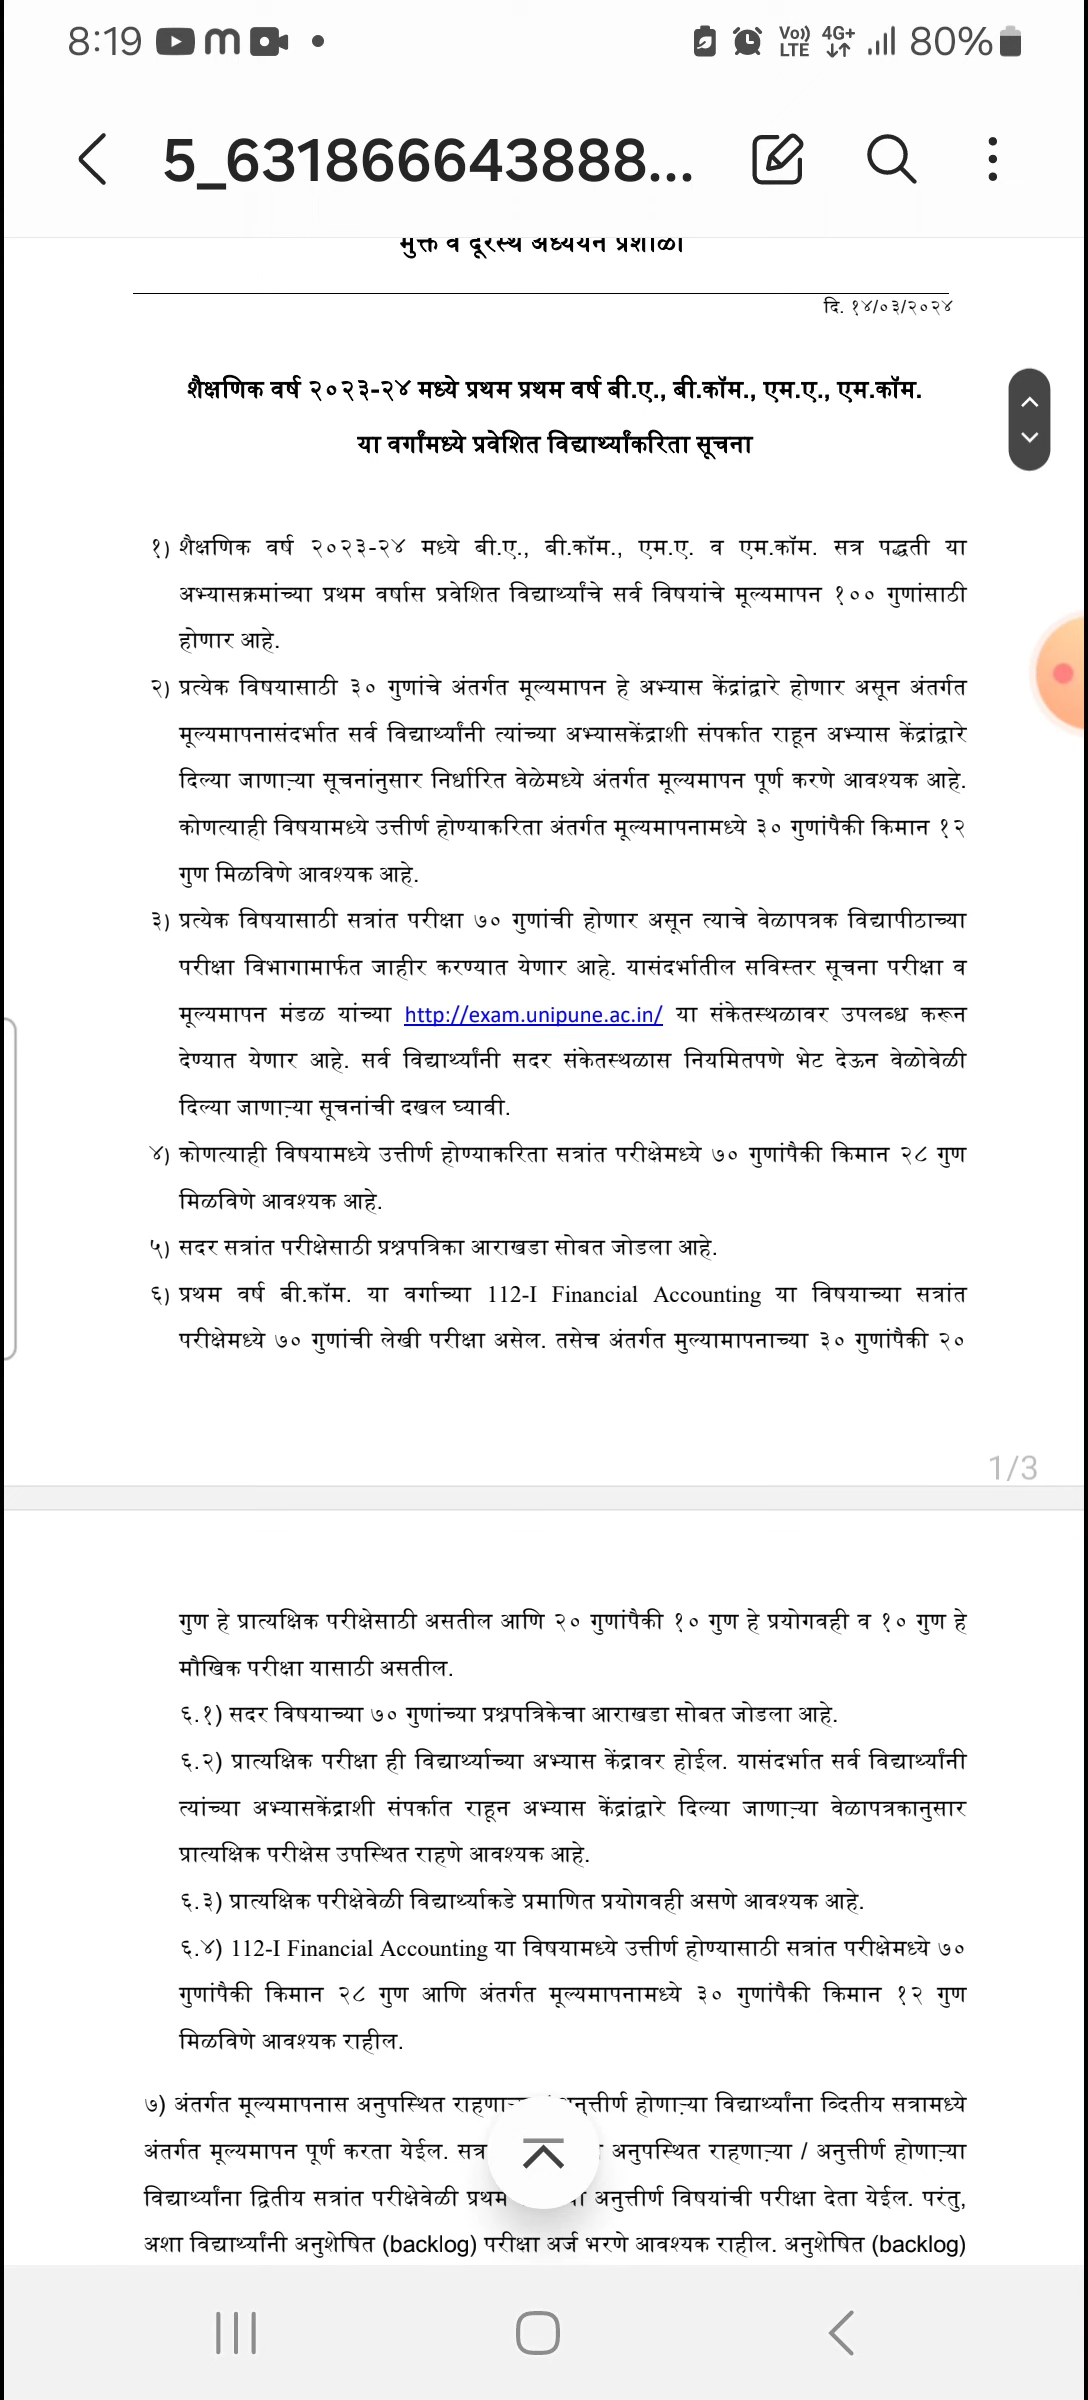 8:19
Vo)) LTE 4G+ 80%
5_631866643888...
मुक्त व दूरस्थ अध्ययन प्रशाळा
दि. १४/०३/२०२४
शैक्षणिक वर्ष २०२३-२४ मध्ये प्रथम प्रथम वर्ष बी.ए., बी.कॉम., एम.ए., एम.कॉम.
या वर्गांमध्ये प्रवेशित विद्यार्थ्यांकरिता सूचना
१) शैक्षणिक वर्ष २०२३-२४ मध्ये बी.ए., बी.कॉम., एम.ए. व एम.कॉम. सत्र पद्धती या
अभ्यासक्रमांच्या प्रथम वर्षास प्रवेशित विद्यार्थ्यांचे सर्व विषयांचे मूल्यमापन १०० गुणांसाठी
होणार आहे.
२) प्रत्येक विषयासाठी ३० गुणांचे अंतर्गत मूल्यमापन हे अभ्यास केंद्रांद्वारे होणार असून अंतर्गत
मूल्यमापनासंदर्भात सर्व विद्यार्थ्यांनी त्यांच्या अभ्यासकेंद्राशी संपर्कात राहून अभ्यास केंद्रांद्वारे
दिल्या जाणाऱ्या सूचनांनुसार निर्धारित वेळेमध्ये अंतर्गत मूल्यमापन पूर्ण करणे आवश्यक आहे.
कोणत्याही विषयामध्ये उत्तीर्ण होण्याकरिता अंतर्गत मूल्यमापनामध्ये ३० गुणांपैकी किमान १२
गुण मिळविणे आवश्यक आहे.
३) प्रत्येक विषयासाठी सत्रांत परीक्षा ७० गुणांची होणार असून त्याचे वेळापत्रक विद्यापीठाच्या
परीक्षा विभागामार्फत जाहीर करण्यात येणार आहे. यासंदर्भातील सविस्तर सूचना परीक्षा व
मूल्यमापन मंडळ यांच्या http://exam.unipune.ac.in/ या संकेतस्थळावर उपलब्ध करून
देण्यात येणार आहे. सर्व विद्यार्थ्यांनी सदर संकेतस्थळास नियमितपणे भेट देऊन वेळोवेळी
दिल्या जाणाऱ्या सूचनांची दखल घ्यावी.
४) कोणत्याही विषयामध्ये उत्तीर्ण होण्याकरिता सत्रांत परीक्षेमध्ये ७० गुणांपैकी किमान २८ गुण
मिळविणे आवश्यक आहे.
५) सदर सत्रांत परीक्षेसाठी प्रश्नपत्रिका आराखडा सोबत जोडला आहे.
६) प्रथम वर्ष बी.कॉम. या वर्गाच्या 112-I Financial Accounting या विषयाच्या सत्रांत
परीक्षेमध्ये ७० गुणांची लेखी परीक्षा असेल. तसेच अंतर्गत मुल्यामापनाच्या ३० गुणांपैकी २०
1/3
गुण हे प्रात्यक्षिक परीक्षेसाठी असतील आणि २० गुणांपैकी १० गुण हे प्रयोगवही व १० गुण हे
मौखिक परीक्षा यासाठी असतील.
६.१) सदर विषयाच्या ७० गुणांच्या प्रश्नपत्रिकेचा आराखडा सोबत जोडला आहे.
६.२) प्रात्यक्षिक परीक्षा ही विद्यार्थ्याच्या अभ्यास केंद्रावर होईल. यासंदर्भात सर्व विद्यार्थ्यांनी
त्यांच्या अभ्यासकेंद्राशी संपर्कात राहून अभ्यास केंद्रांद्वारे दिल्या जाणाऱ्या वेळापत्रकानुसार
प्रात्यक्षिक परीक्षेस उपस्थित राहणे आवश्यक आहे.
६.३) प्रात्यक्षिक परीक्षेवेळी विद्यार्थ्याकडे प्रमाणित प्रयोगवही असणे आवश्यक आहे.
६.४) 112-I Financial Accounting या विषयामध्ये उत्तीर्ण होण्यासाठी सत्रांत परीक्षेमध्ये ७०
गुणांपैकी किमान २८ गुण आणि अंतर्गत मूल्यमापनामध्ये ३० गुणांपैकी किमान १२ गुण
मिळविणे आवश्यक राहील.
७) अंतर्गत मूल्यमापनास अनुपस्थित होणाऱ्या विद्यार्थ्यांना व्दितीय सत्रामध्ये
अंतर्गत मूल्यमापन पूर्ण करता येईल. अनुपस्थित राहणाऱ्या / अनुत्तीर्ण होणाऱ्या
विद्यार्थ्यांना द्वितीय सत्रांत परीक्षेवेळी अनुत्तीर्ण विषयांची परीक्षा देता येईल. परंतु,
अशा विद्यार्थ्यांनी अनुशेषित (backlog) परीक्षा अर्ज भरणे आवश्यक राहील. अनुशेषित (backlog)